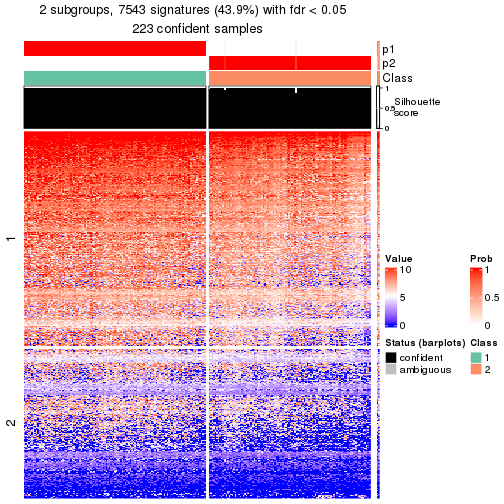 2 subgroups, 7543 signatures (43.9%) with fdr < 0.05
223 confident samples
p1
p2
Class
1
0.5
0
Silhouette
score
1
2
Value
10
5
0
Prob
1
0.5
0
Status (barplots)
confident
ambiguous
Class
1
2